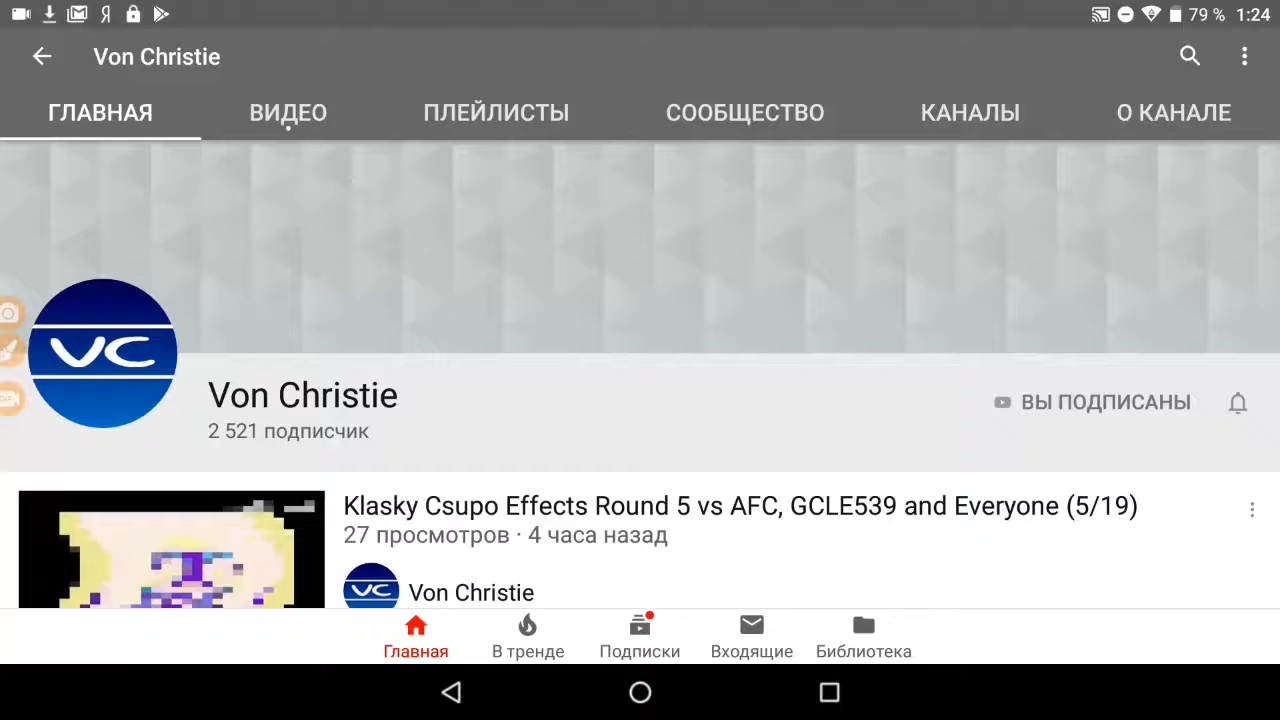 79 % 1:24
Von Christie
ГЛАВНАЯ ВИДЕО ПЛЕЙЛИСТЫ СООБЩЕСТВО КАНАЛЫ О КАНАЛЕ
VC
Von Christie
2 521 подписчик
ВЫ ПОДПИСАНЫ
Klasky Csupo Effects Round 5 vs AFC, GCLE539 and Everyone (5/19)
27 просмотров · 4 часа назад
VC
Von Christie
Главная В тренде Подписки Входящие Библиотека